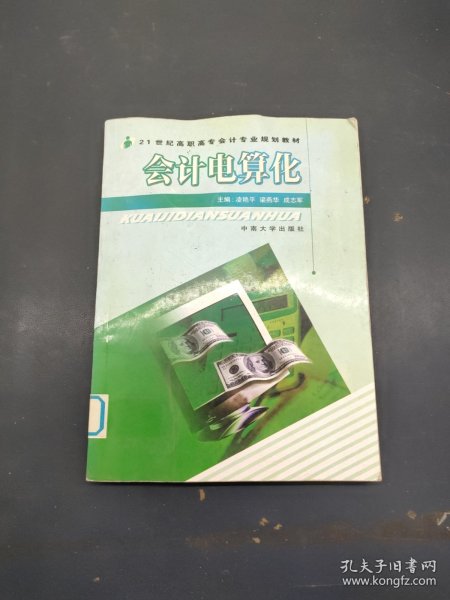 21世纪高职高专会计专业规划教材
会计电算化
主编:凌艳平 梁燕华 成志军
KUAIJIDIANSUANHUA
中南大学出版社
孔夫子旧书网
www.kongfz.com